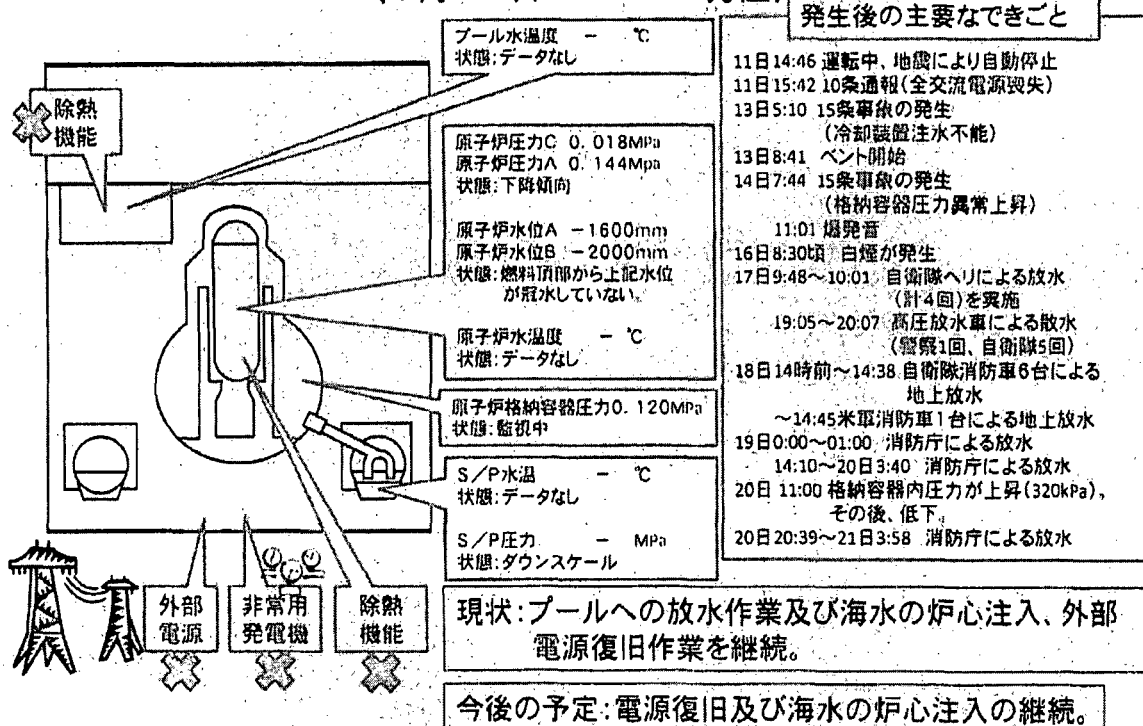 発生後の主要なできごと
プール水温度 － ℃
状態:データなし
除熱
機能
原子炉圧力C 0.018MPa
原子炉圧力A 0.144Mpa
状態:下降傾向
原子炉水位A －1600mm
原子炉水位B －2000mm
状態:燃料頂部から上記水位
が冠水していない。
原子炉水温度 － ℃
状態:データなし
原子炉格納容器圧力0.120MPa
状態:監視中
S/P水温 － ℃
状態:データなし
S/P圧力 － MPa
状態:ダウンスケール
外部
電源
非常用
発電機
除熱
機能
11日14:46 運転中、地震により自動停止
11日15:42 10条通報(全交流電源喪失)
13日5:10 15条事象の発生
(冷却装置注水不能)
13日8:41 ベント開始
14日7:44 15条事象の発生
(格納容器圧力異常上昇)
11:01 爆発音
16日8:30頃 白煙が発生
17日9:48～10:01 自衛隊ヘリによる放水
(計4回)を実施
19:05～20:07 高圧放水車による散水
(警察1回、自衛隊5回)
18日14時前～14:38 自衛隊消防車6台による
地上放水
～14:45米軍消防車1台による地上放水
19日0:00～01:00 消防庁による放水
14:10～20日3:40 消防庁による放水
20日 11:00 格納容器内圧力が上昇(320kPa)、
その後、低下。
20日20:39～21日3:58 消防庁による放水
現状:プールへの放水作業及び海水の炉心注入、外部
電源復旧作業を継続。
今後の予定:電源復旧及び海水の炉心注入の継続。